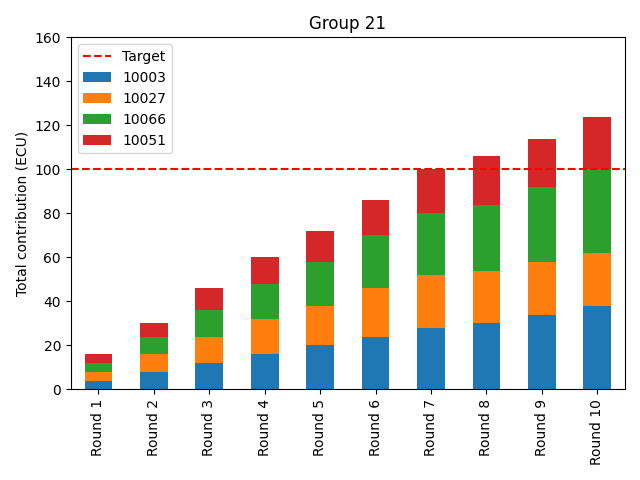 Group 21
Total contribution (ECU)
160
140
120
100
80
60
40
20
0
Target
10003
10027
10066
10051
Round 1
Round 2
Round 3
Round 4
Round 5
Round 6
Round 7
Round 8
Round 9
Round 10